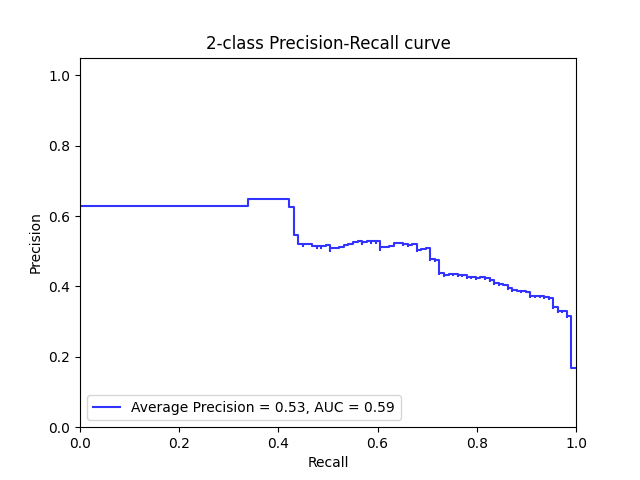 2-class Precision-Recall curve
1.0
0.8
0.6
0.4
0.2
0.0
Precision
Average Precision = 0.53, AUC = 0.59
0.0 0.2 0.4 0.6 0.8 1.0
Recall